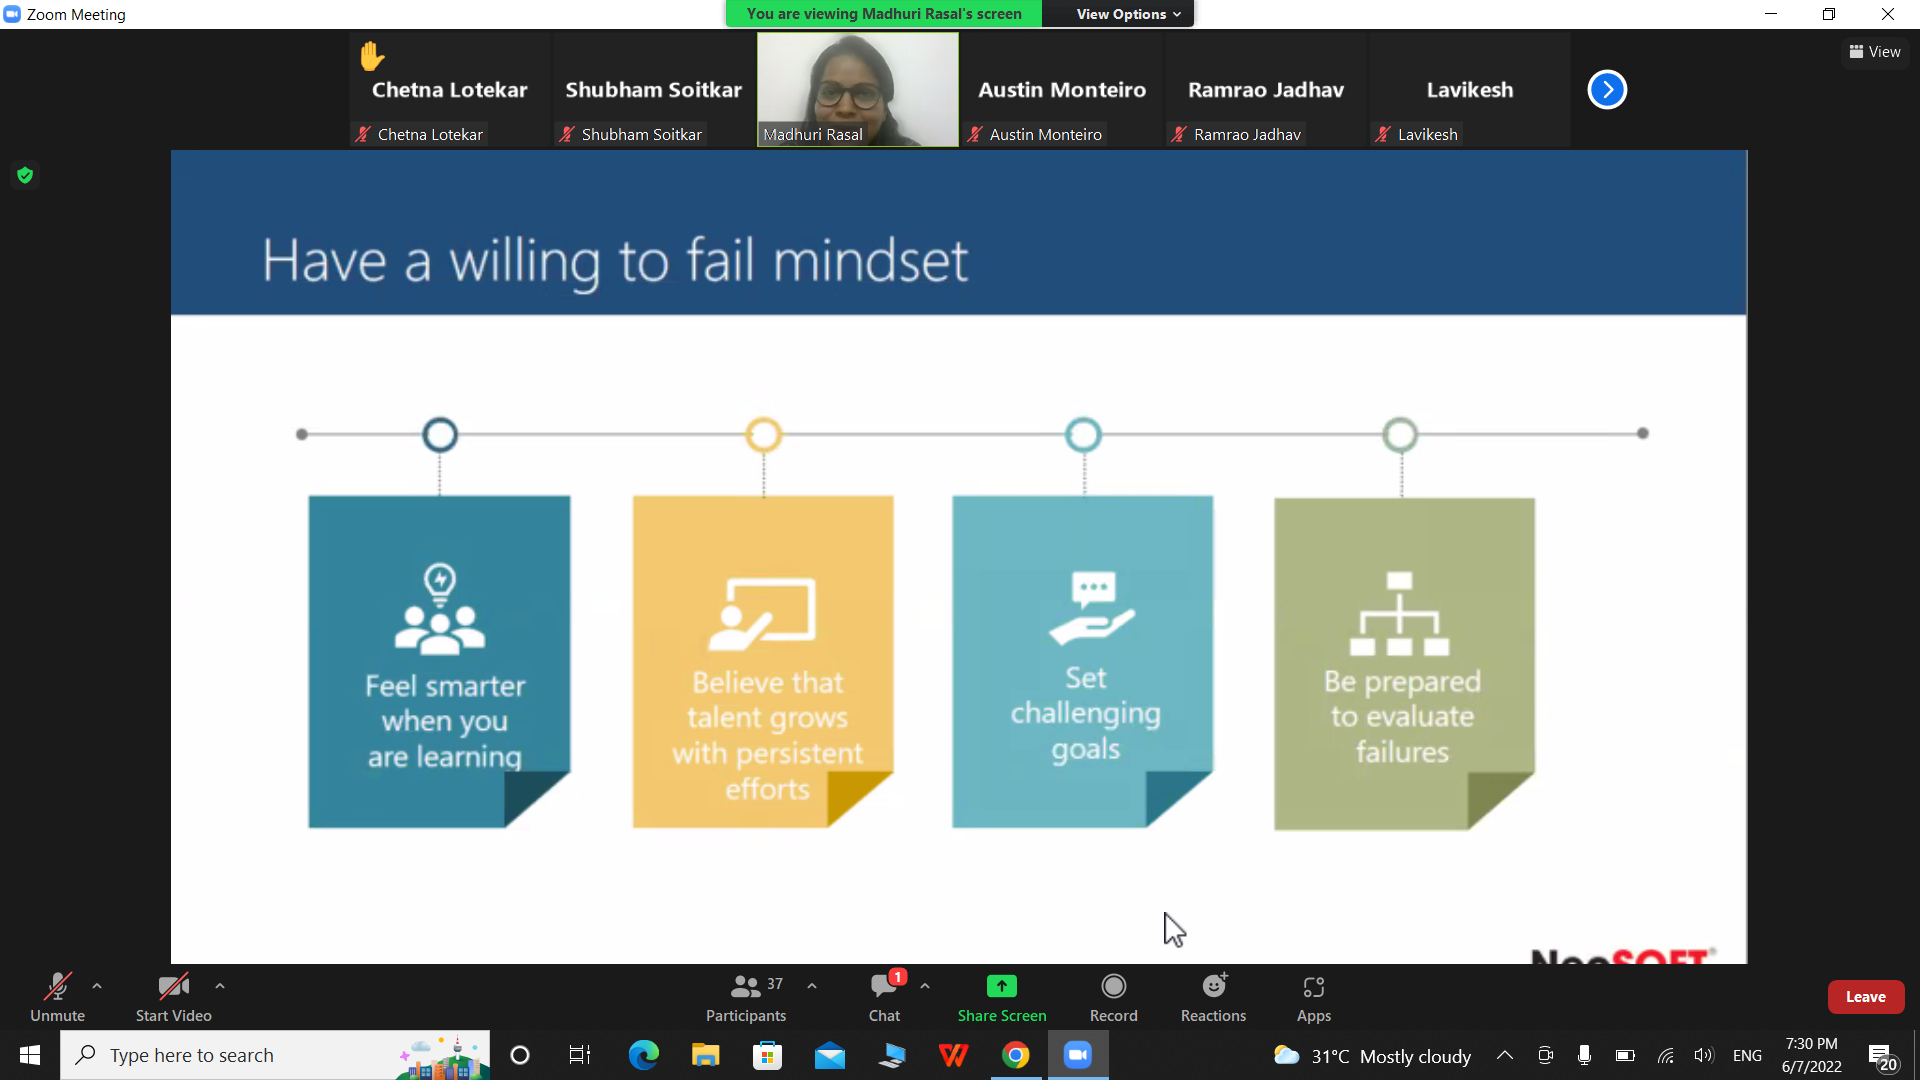 Zoom Meeting
You are viewing Madhuri Rasal's screen
View Options
View
Chetna Lotekar
Shubham Soitkar
Austin Monteiro
Ramrao Jadhav
Lavikesh
Chetna Lotekar
Shubham Soitkar
Madhuri Rasal
Austin Monteiro
Ramrao Jadhav
Lavikesh
Have a willing to fail mindset
Feel smarter
when you
are learning
Believe that
talent grows
with persistent
efforts
Set
challenging
goals
Be prepared
to evaluate
failures
NeoSOFT
Unmute
Start Video
37
Participants
1
Chat
Share Screen
Record
Reactions
Apps
Leave
Type here to search
31°C Mostly cloudy
ENG
7:30 PM
6/7/2022
20